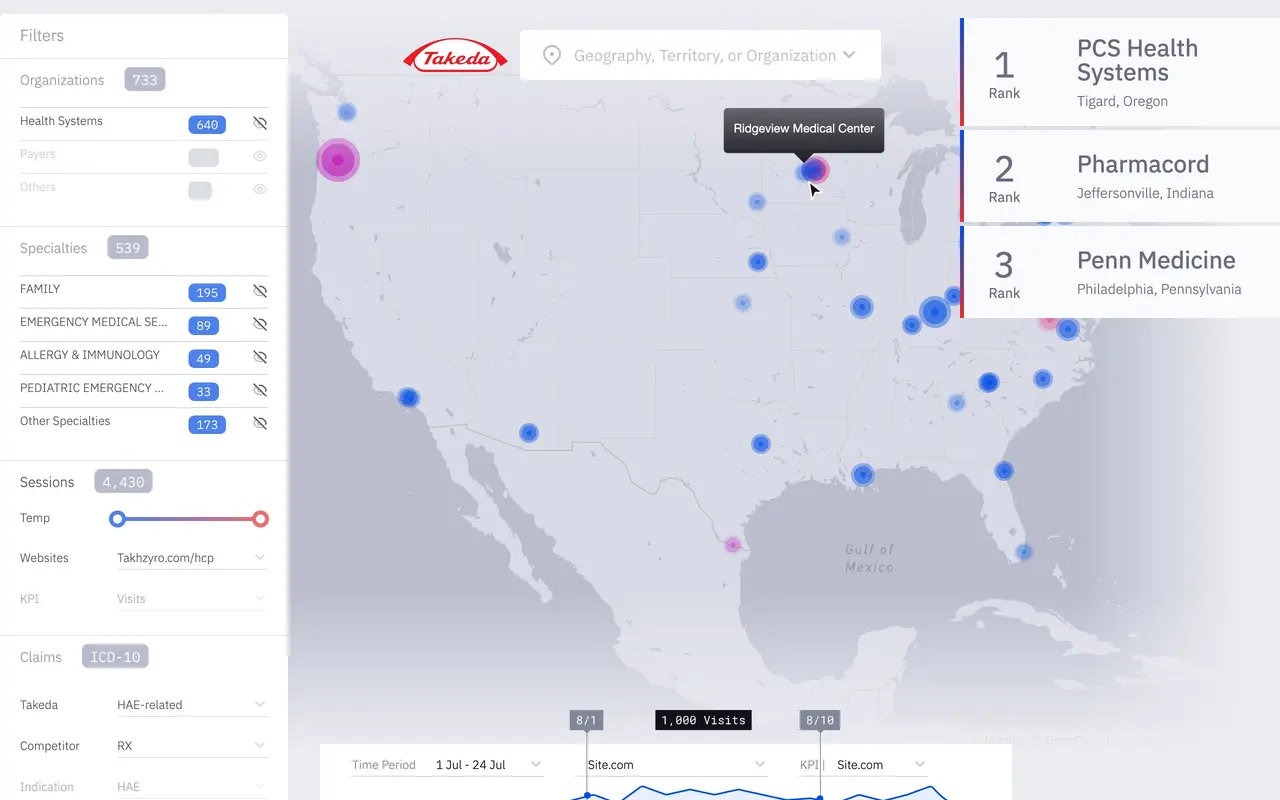 Filters
Organizations 733
Health Systems 640
Payers
Others
Specialties 539
FAMILY 195
EMERGENCY MEDICAL SE... 89
ALLERGY & IMMUNOLOGY 49
PEDIATRIC EMERGENCY ... 33
Other Specialties 173
Sessions 4,430
Temp
Websites Takhzyro.com/hcp
KPI Visits
Claims ICD-10
Takeda HAE-related
Competitor RX
Indication HAE
Takeda
Geography, Territory, or Organization
Ridgeview Medical Center
Gulf of
Mexico
1
Rank
PCS Health
Systems
Tigard, Oregon
2
Rank
Pharmacord
Jeffersonville, Indiana
3
Rank
Penn Medicine
Philadelphia, Pennsylvania
8/1 1,000 Visits 8/10
Time Period 1 Jul - 24 Jul Site.com KPI Site.com